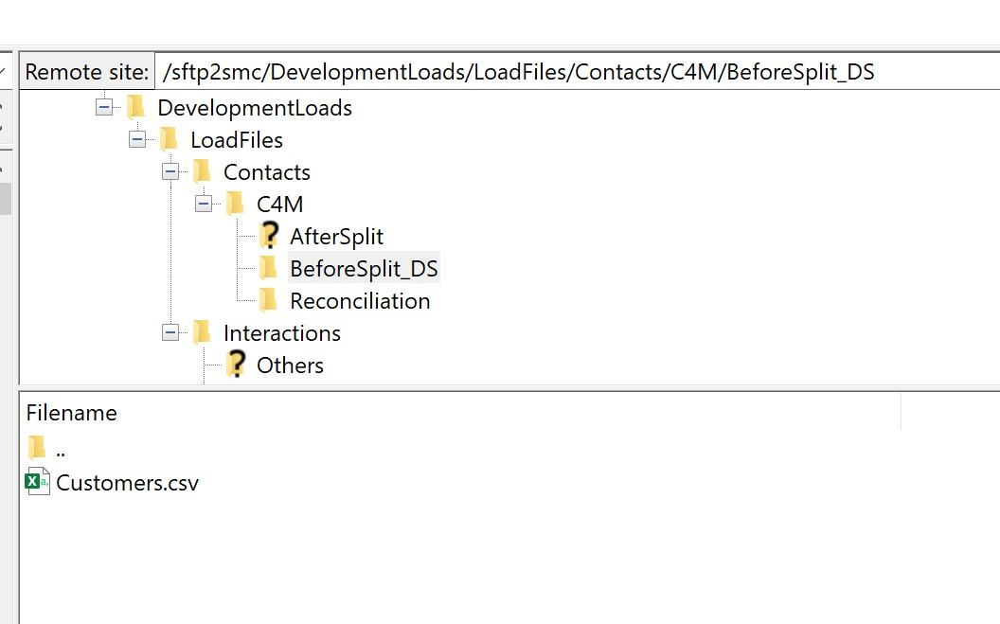 Remote site: /sftp2smc/DevelopmentLoads/LoadFiles/Contacts/C4M/BeforeSplit_DS
DevelopmentLoads
LoadFiles
Contacts
C4M
AfterSplit
BeforeSplit_DS
Reconciliation
Interactions
Others
Filename
..
Customers.csv